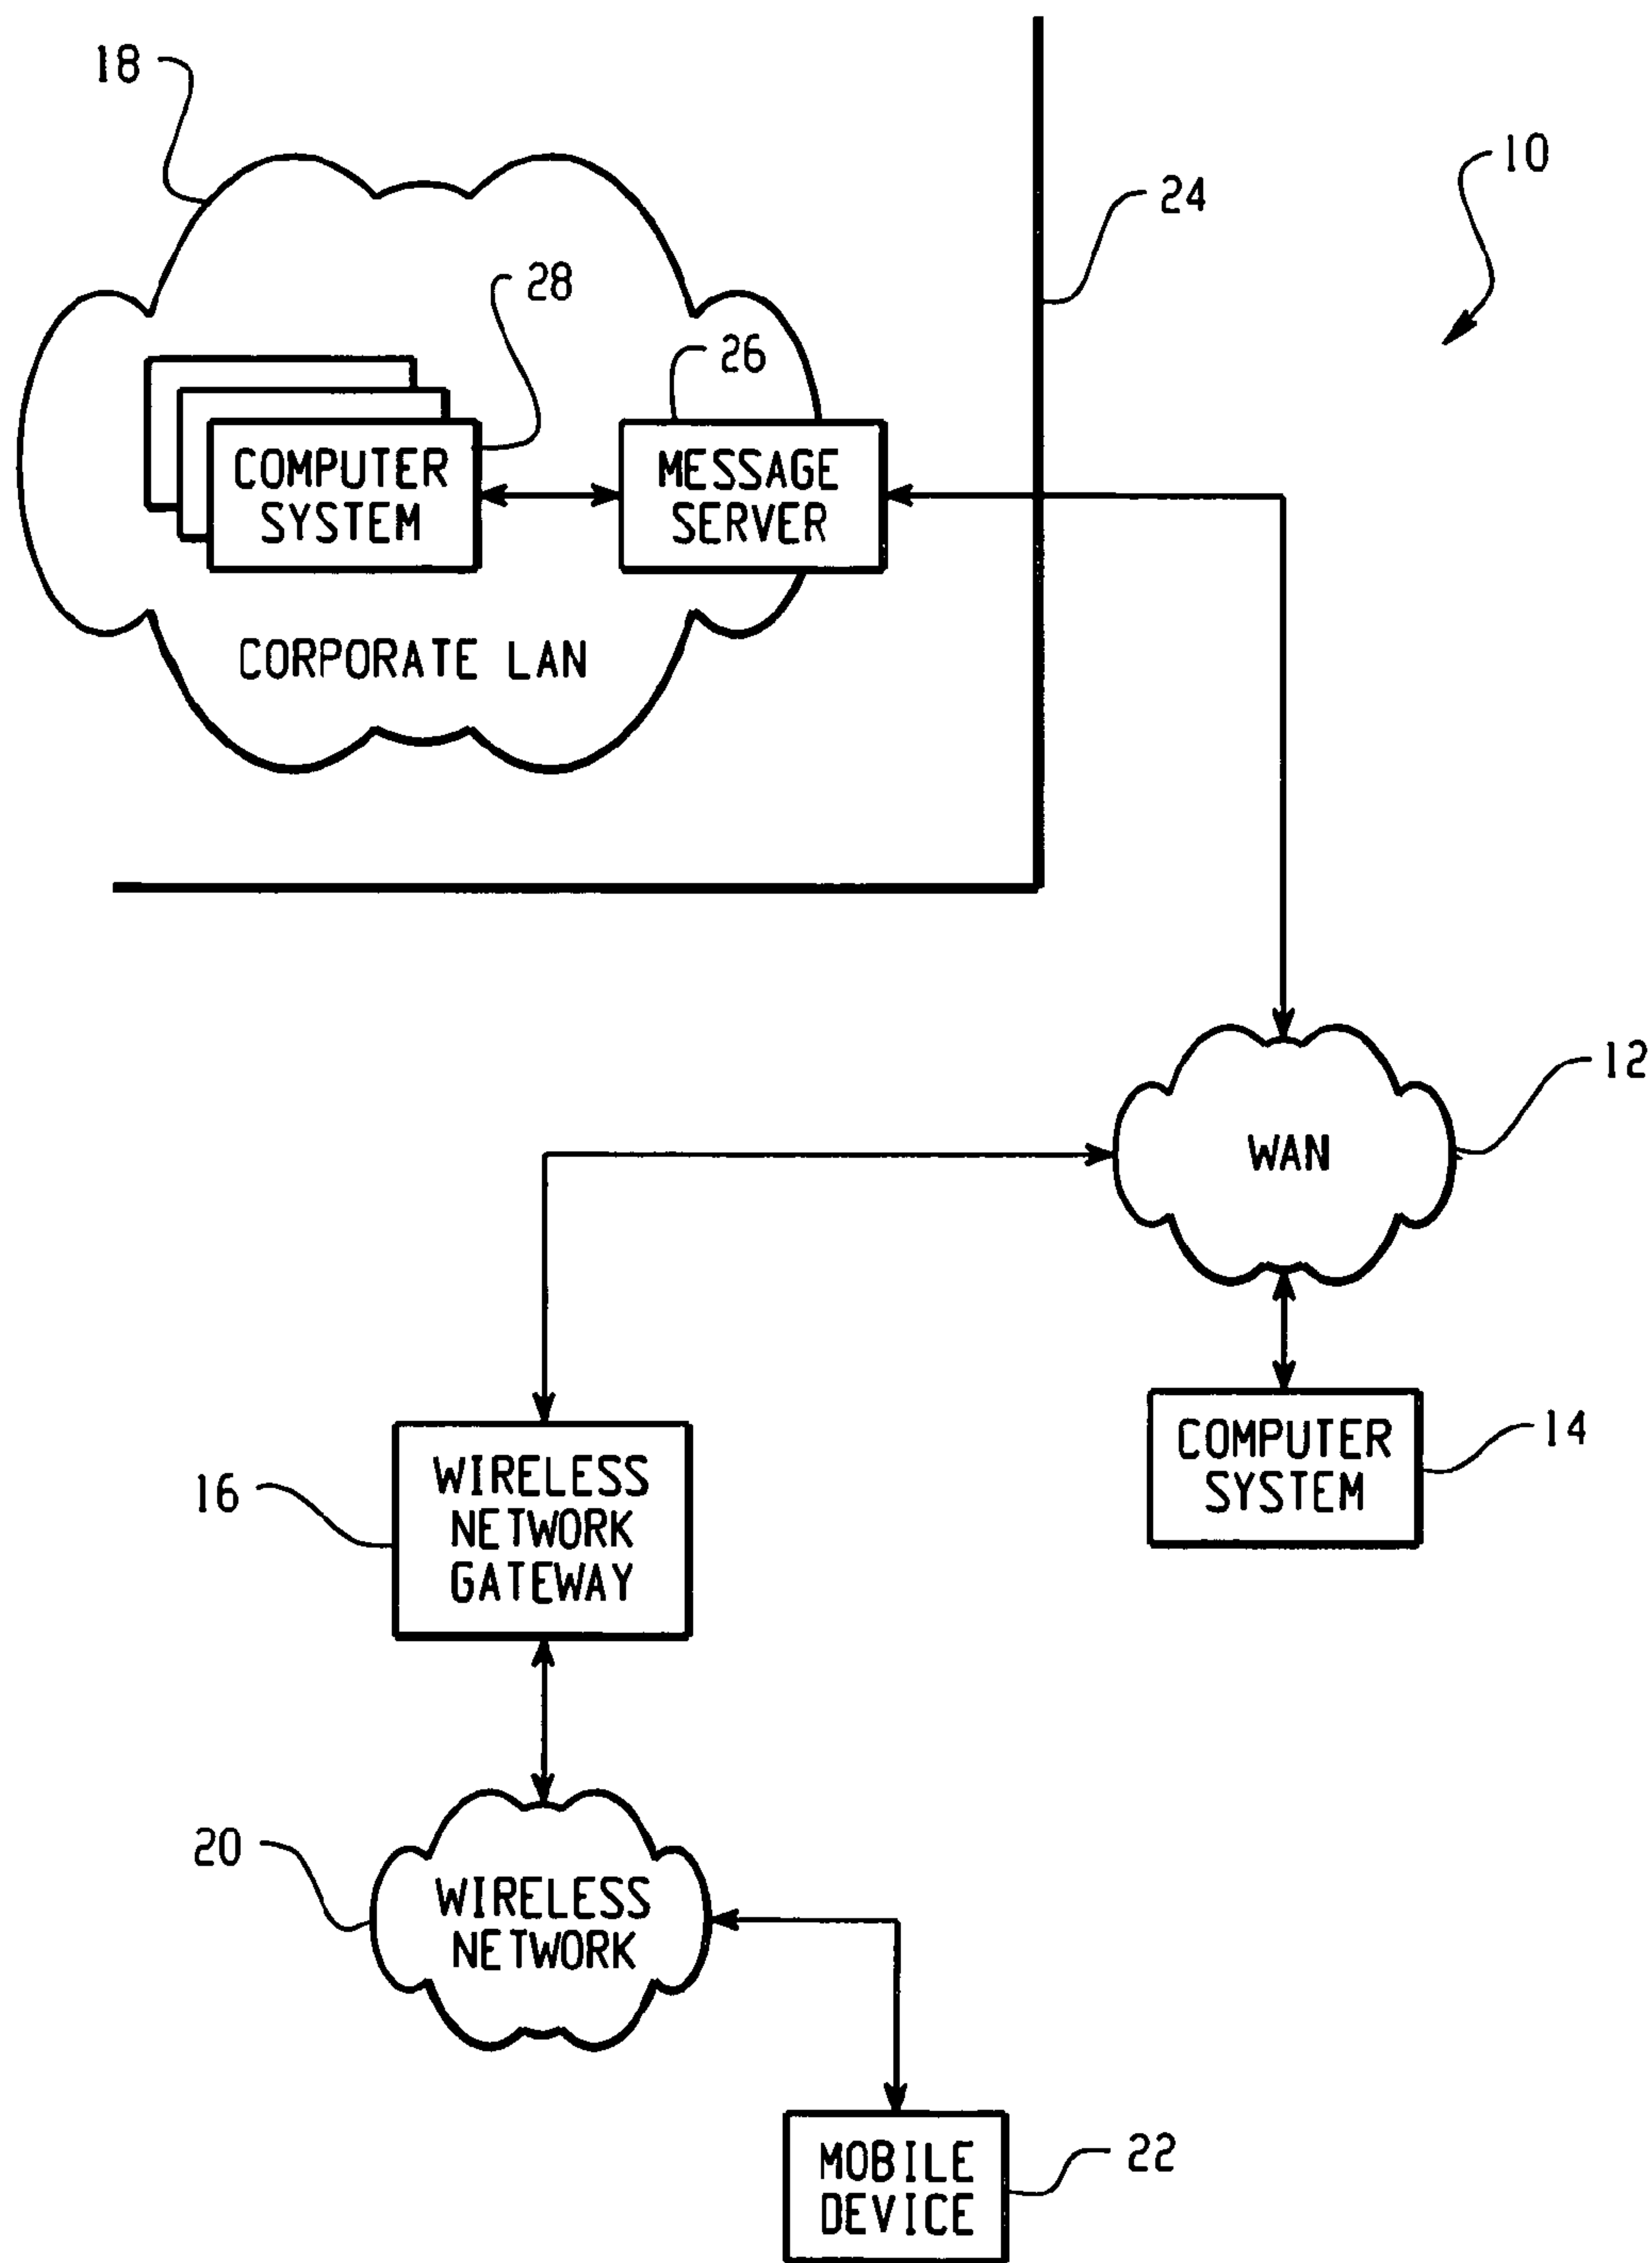 18
10
24
28
26
COMPUTER
SYSTEM
MESSAGE
SERVER
CORPORATE LAN
12
WAN
14
COMPUTER
SYSTEM
16
WIRELESS
NETWORK
GATEWAY
20
WIRELESS
NETWORK
22
MOBILE
DEVICE